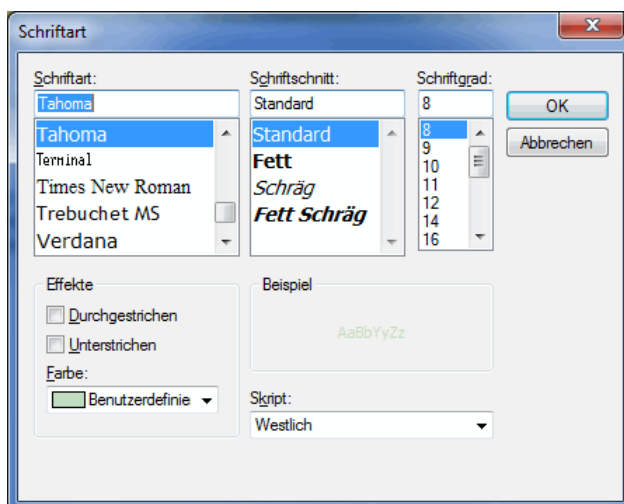 Schriftart
Schriftart:
Tahoma
Tahoma
Terminal
Times New Roman
Trebuchet MS
Verdana
Schriftschnitt:
Standard
Standard
Fett
Schräg
Fett Schräg
Schriftgrad:
8
8
9
10
11
12
14
16
OK
Abbrechen
Effekte
Durchgestrichen
Unterstrichen
Farbe:
Benutzerdefinie
Beispiel
AaBbYyZz
Skript:
Westlich